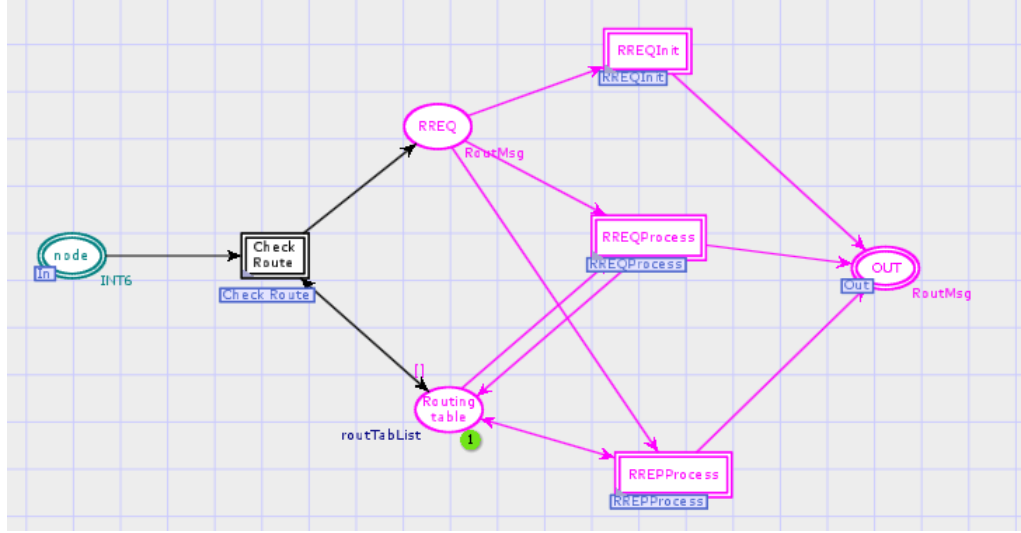 RREQInit
RREQInit
RREQ
RoutMsg
RREQProcess
RREQProcess
node
In
INT6
Check
Route
Check Route
OUT
Out
RoutMsg
[]
Routing
table
routTabList
1
RREPProcess
RREPProcess